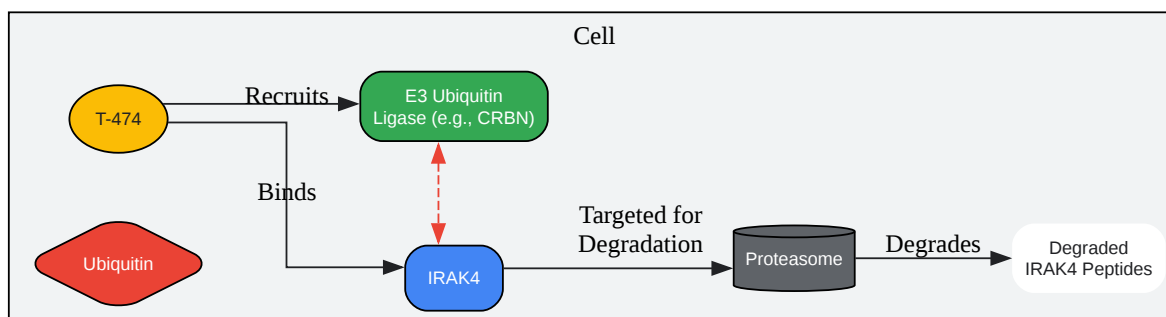 Cell
T-474
Recruits
E3 Ubiquitin
Ligase (e.g., CRBN)
Binds
Ubiquitin
IRAK4
Targeted for
Degradation
Proteasome
Degrades
Degraded
IRAK4 Peptides